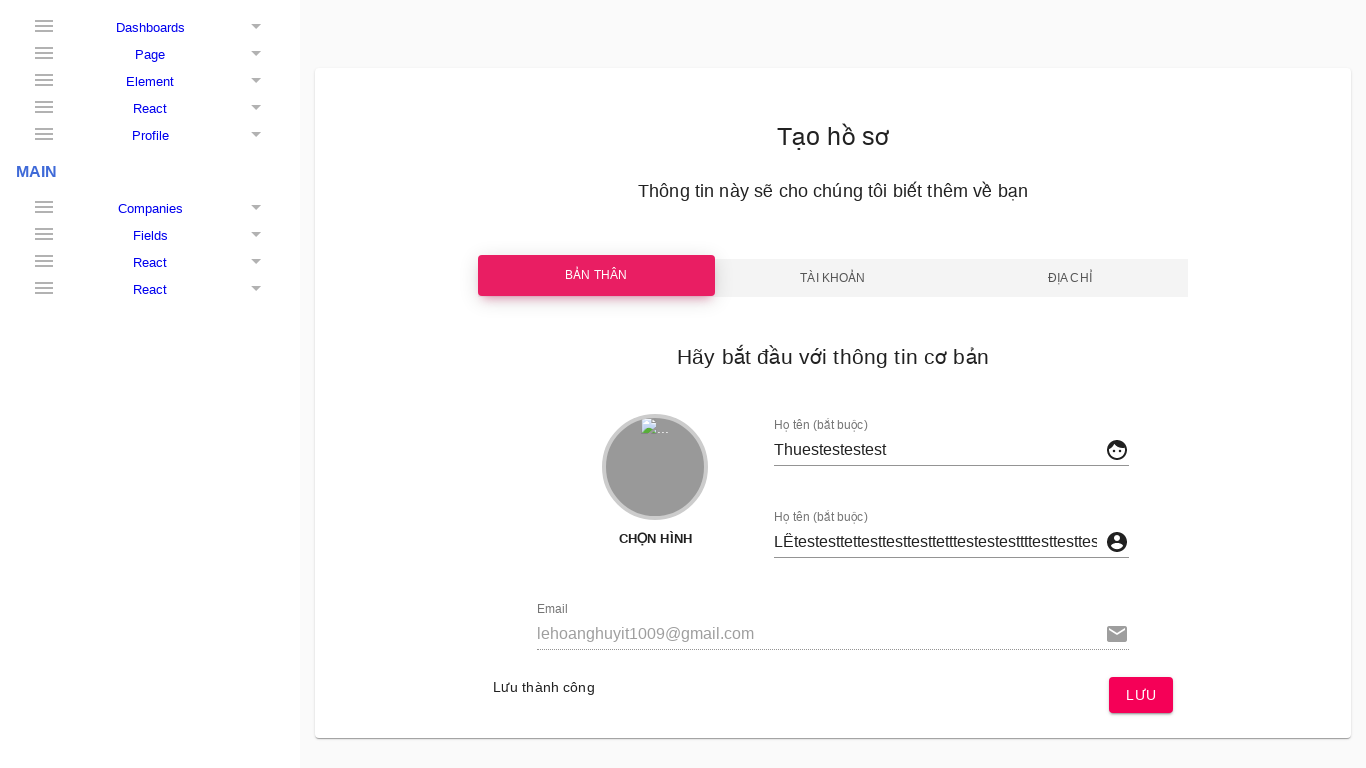 Dashboards
Page
Element
React
Profile
MAIN
Companies
Fields
React
React
Tạo hồ sơ
Thông tin này sẽ cho chúng tôi biết thêm về bạn
BẢN THÂN
TÀI KHOẢN
ĐỊA CHỈ
Hãy bắt đầu với thông tin cơ bản
...
CHỌN HÌNH
Họ tên (bắt buộc)
Thuestestestest
Họ tên (bắt buộc)
LÊtestesttettesttesttesttetttestestestttttesttesttes
Email
lehoanghuyit1009@gmail.com
Lưu thành công
LƯU